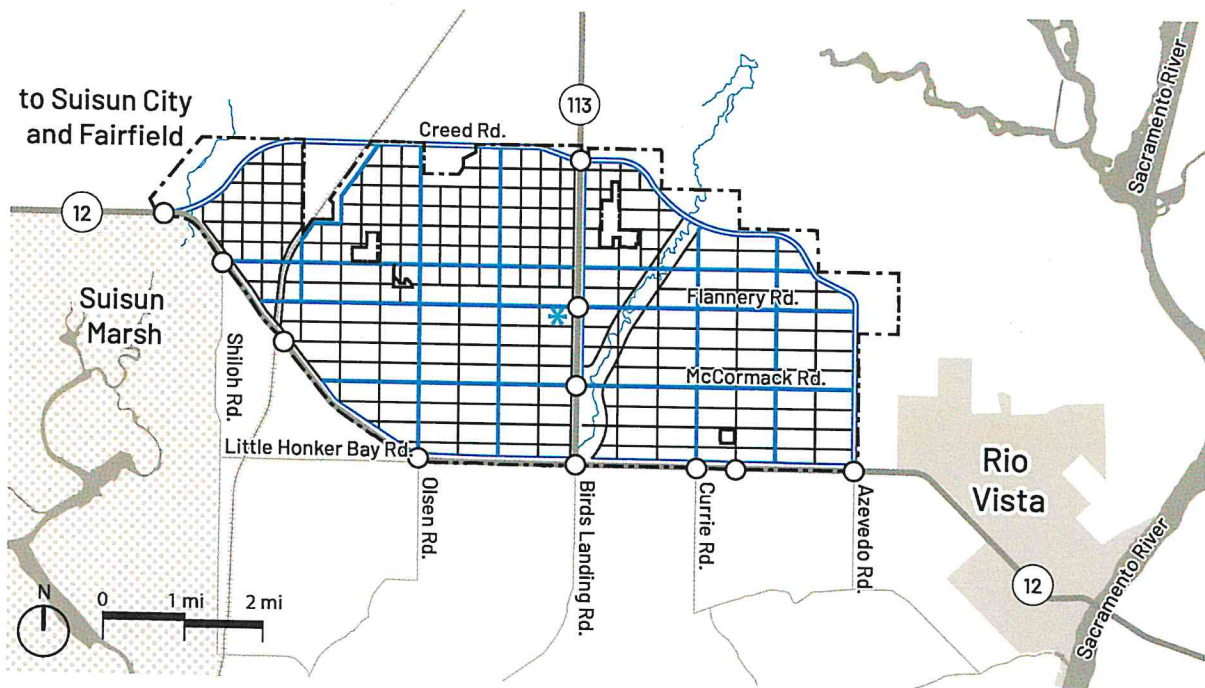 to Suisun City
and Fairfield
113
Creed Rd.
Sacramento River
12
Suisun
Marsh
Shiloh Rd.
Flannery Rd.
McCormack Rd.
Little Honker Bay Rd.
Olsen Rd.
Birds Landing Rd.
Currie Rd.
Azevedo Rd.
Rio
Vista
12
Sacramento River
N
0 1 mi 2 mi